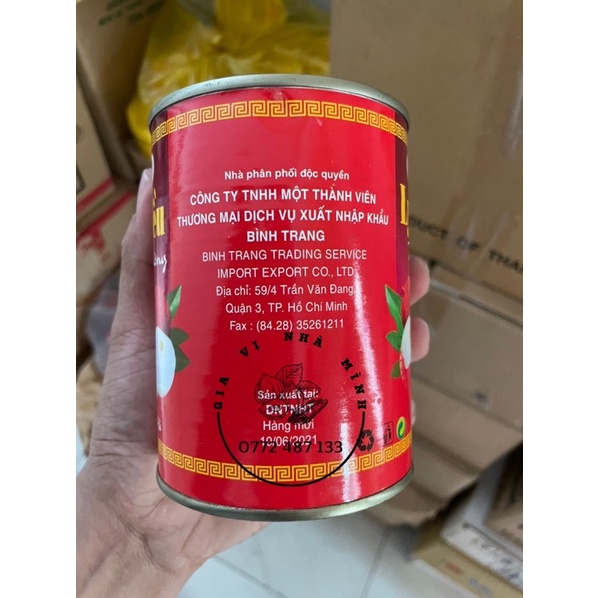 Nhà phân phối độc quyền
CÔNG TY TNHH MỘT THÀNH VIÊN
THƯƠNG MẠI DỊCH VỤ XUẤT NHẬP KHẨU
BÌNH TRANG
BINH TRANG TRADING SERVICE
IMPORT EXPORT CO., LTD
Địa chỉ: 59/4 Trần Văn Đang,
Quận 3, TP. Hồ Chí Minh
Fax : (84.28) 35261211
GIA VỊ NHÀ MÌNH
Sản xuất tại:
DNTNHT
Hàng mới
10/06/2021
0772 487 133